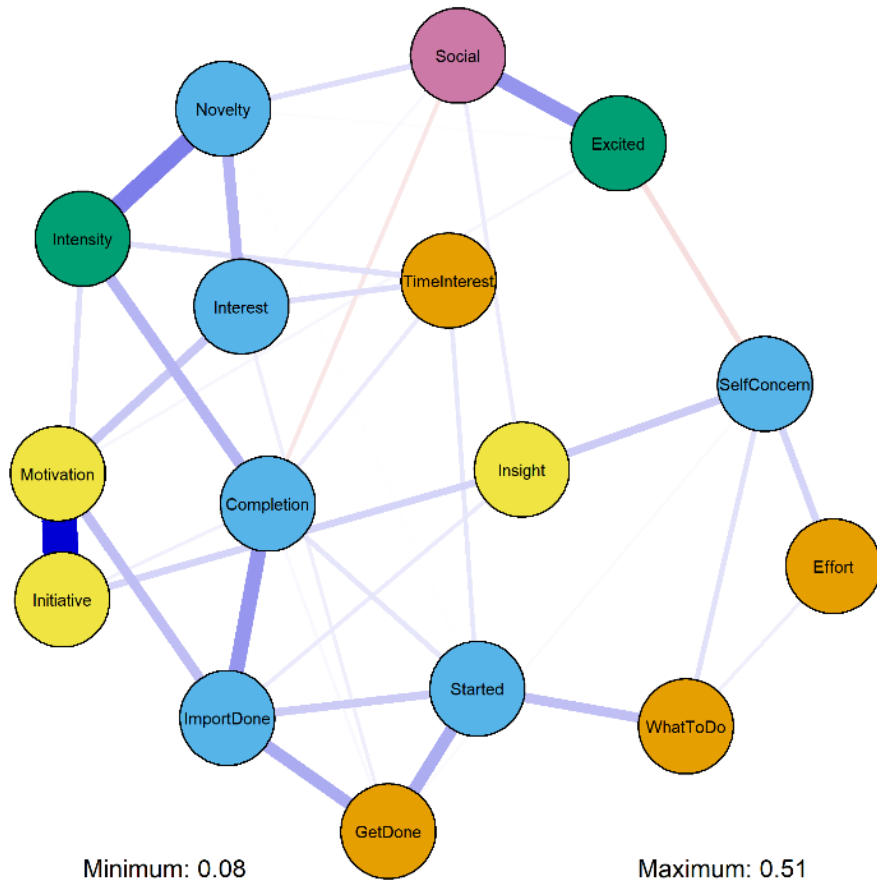 Social
Novelty
Excited
Intensity
TimeInterest
Interest
SelfConcern
Motivation
Insight
Completion
Effort
Initiative
Started
ImportDone
WhatToDo
GetDone
Minimum: 0.08
Maximum: 0.51